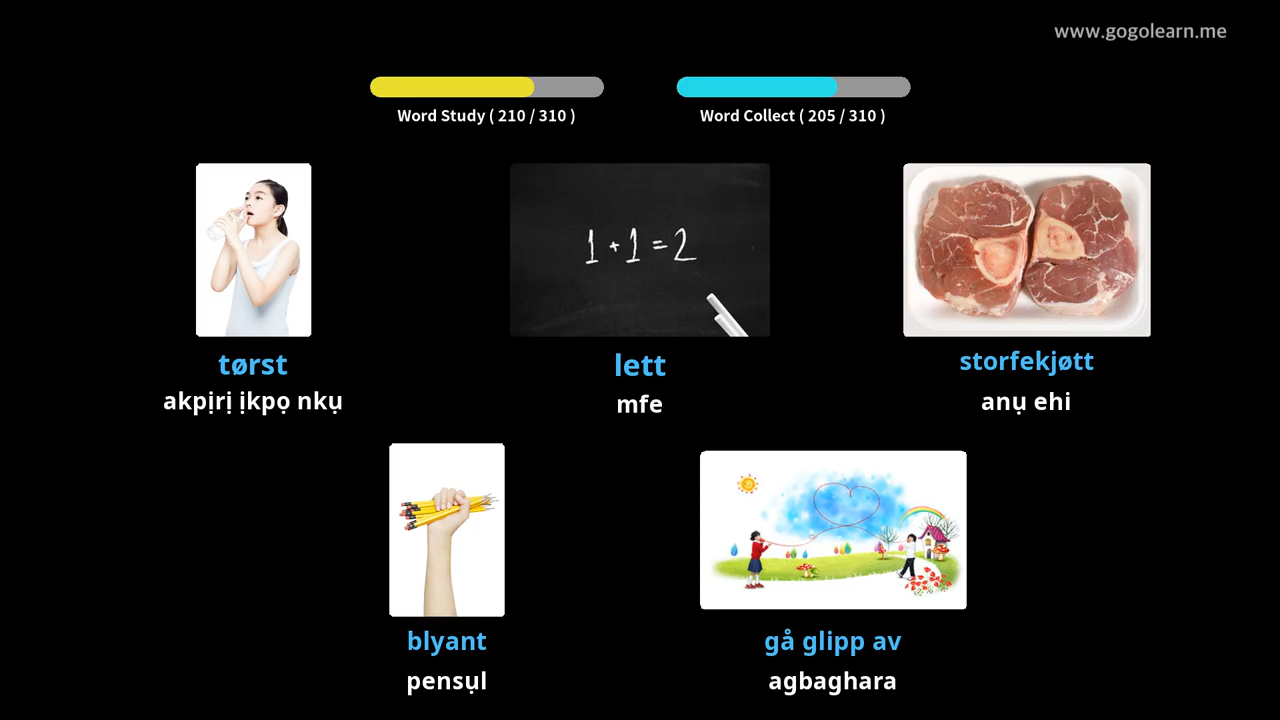 www.gogolearn.me
Word Study ( 210 / 310 )
Word Collect ( 205 / 310 )
1 + 1 = 2
tørst
lett
storfekjøtt
akpịrị ịkpọ nkụ
mfe
anụ ehi
blyant
gå glipp av
pensụl
agbaghara